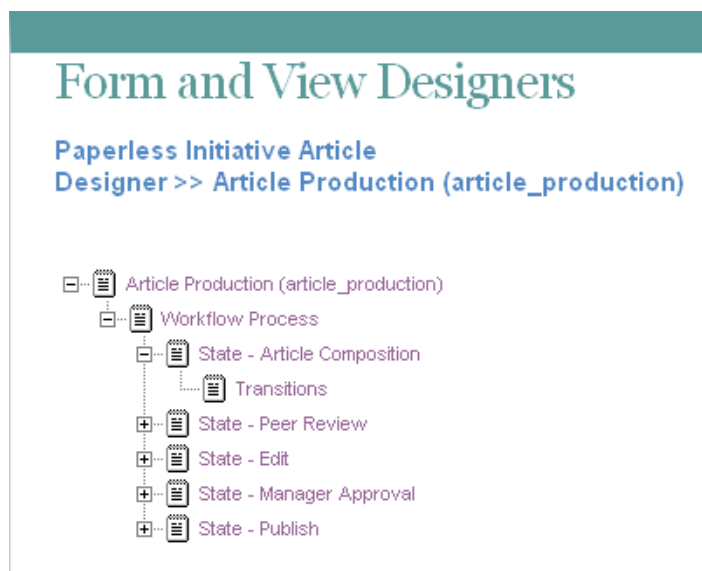 Form and View Designers
Paperless Initiative Article
Designer >> Article Production (article_production)
Article Production (article_production)
Workflow Process
State - Article Composition
Transitions
State - Peer Review
State - Edit
State - Manager Approval
State - Publish